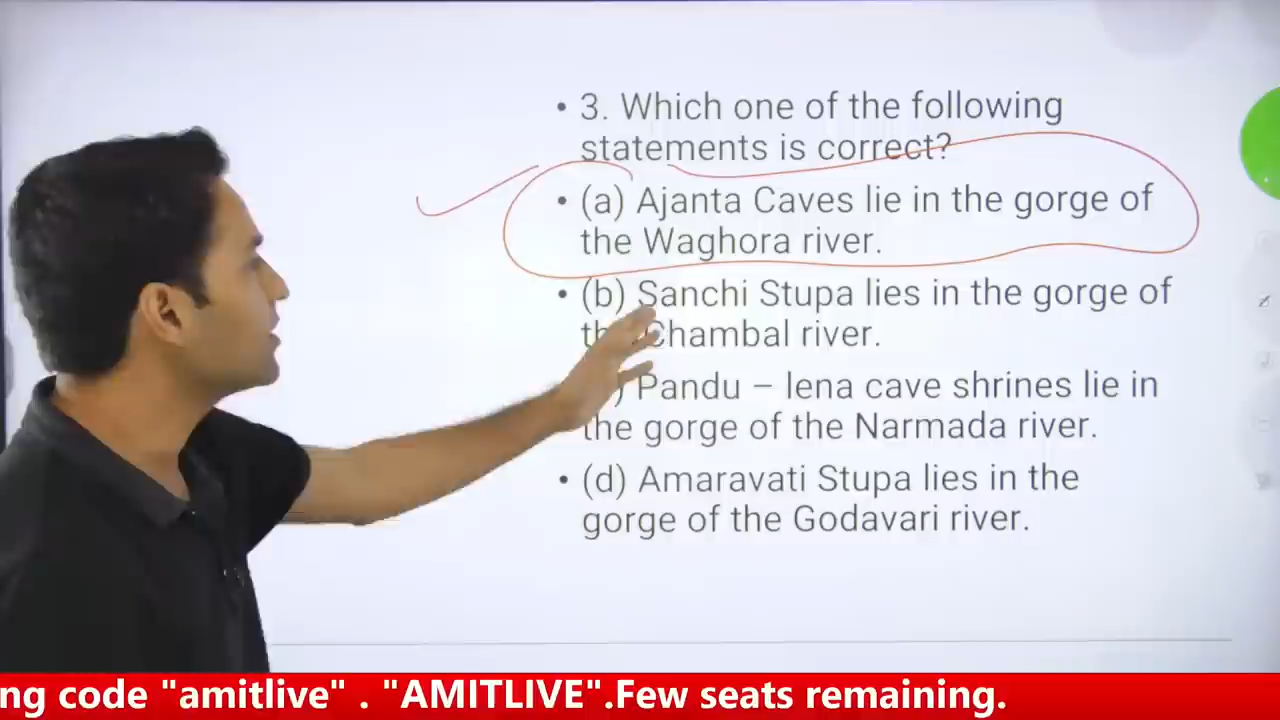 • 3. Which one of the following
statements is correct?
• (a) Ajanta Caves lie in the gorge of
the Waghora river.
• (b) Sanchi Stupa lies in the gorge of
the Chambal river.
• Pandu – lena cave shrines lie in
the gorge of the Narmada river.
• (d) Amaravati Stupa lies in the
gorge of the Godavari river.
ng code "amitlive" . "AMITLIVE".Few seats remaining.